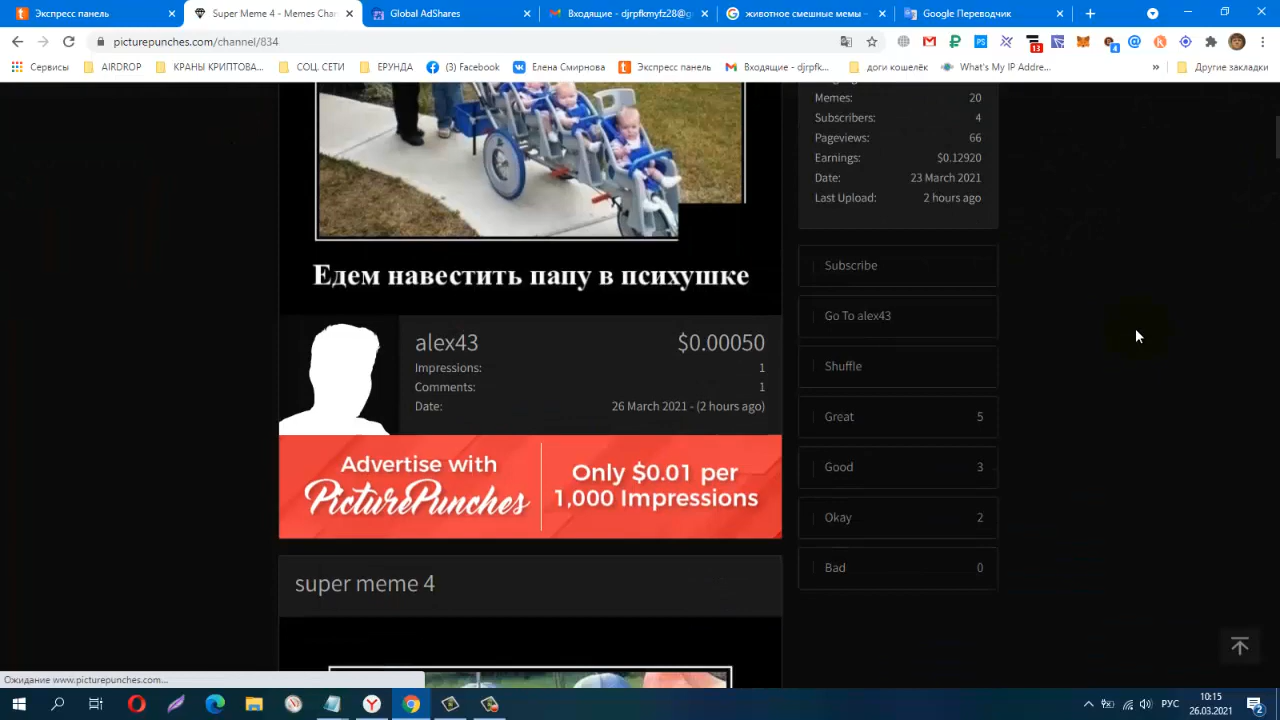 Экспресс панель
Super Meme 4 - Memes Chan
Global AdShares
Входящие - djrpfkmyfz28@g
животное смешные мемы -
Google Переводчик
picturepunches.com/channel/834
13
4
Сервисы
AIRDROP
КРАНЫ КРИПТОВА...
СОЦ. СЕТИ
ЕРУНДА
(3) Facebook
Елена Смирнова
Экспресс панель
Входящие - djrpfk...
доги кошелёк
What's My IP Addre...
»
Другие закладки
Memes: 20
Subscribers: 4
Pageviews: 66
Earnings: $0.12920
Date: 23 March 2021
Last Upload: 2 hours ago
Едем навестить папу в психушке
alex43 $0.00050
Impressions: 1
Comments: 1
Date: 26 March 2021 - (2 hours ago)
Subscribe
Go To alex43
Shuffle
Great 5
Good 3
Okay 2
Bad 0
Advertise with
PicturePunches
Only $0.01 per
1,000 Impressions
super meme 4
Ожидание www.picturepunches.com...
РУС
10:15
26.03.2021
2